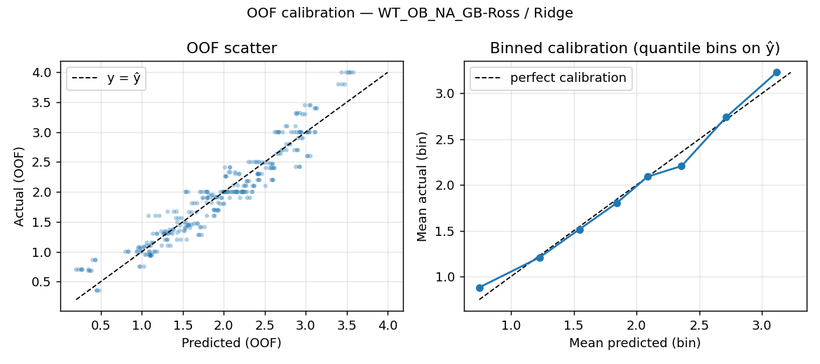 OOF calibration — WT_OB_NA_GB-Ross / Ridge
OOF scatter
y = ŷ
Actual (OOF)
4.0
3.5
3.0
2.5
2.0
1.5
1.0
0.5
0.5 1.0 1.5 2.0 2.5 3.0 3.5 4.0
Predicted (OOF)
Binned calibration (quantile bins on ŷ)
perfect calibration
Mean actual (bin)
3.0
2.5
2.0
1.5
1.0
1.0 1.5 2.0 2.5 3.0
Mean predicted (bin)